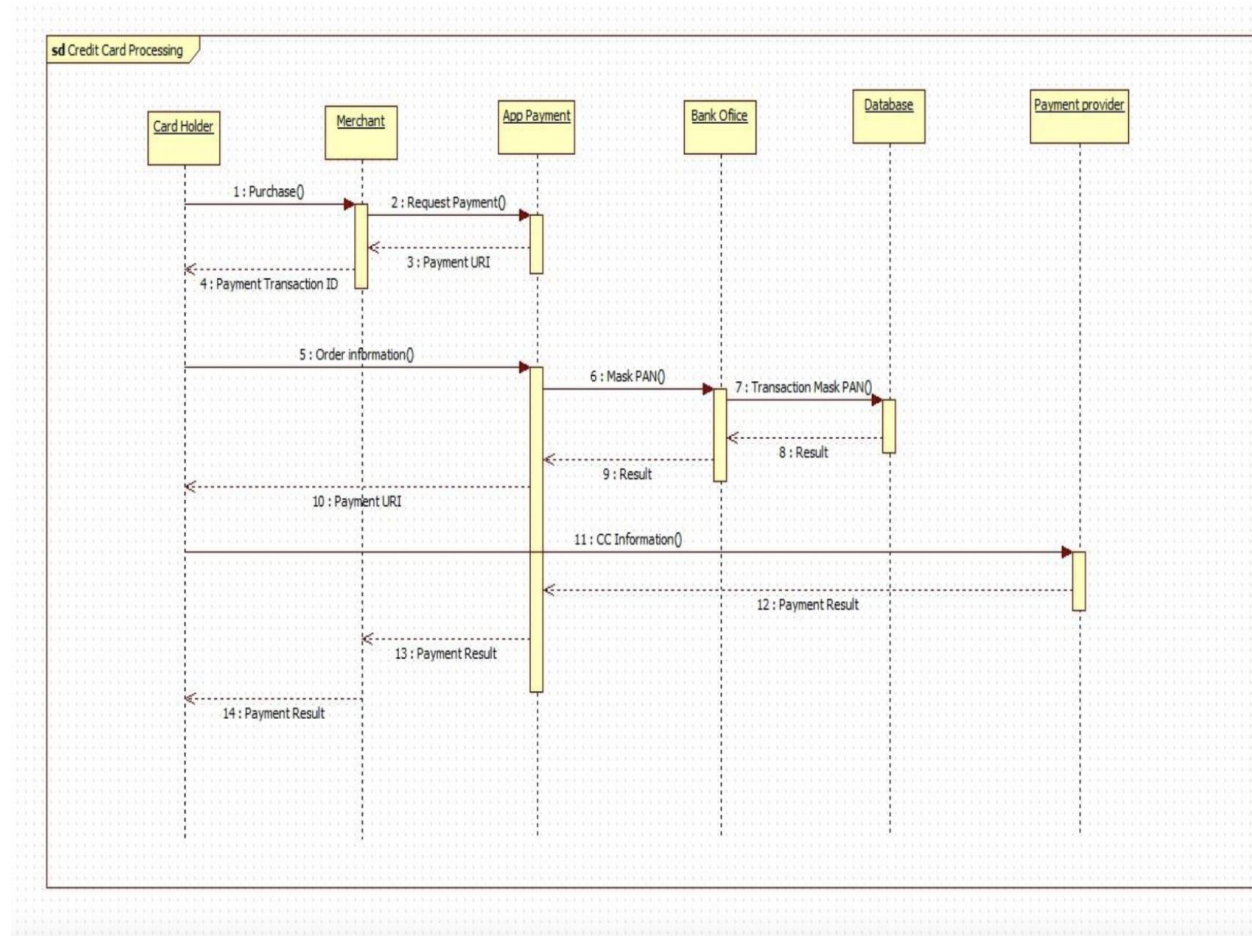 sd Credit Card Processing
Card Holder
Merchant
App Payment
Bank Ofiice
Database
Payment provider
1 : Purchase()
2 : Request Payment()
3 : Payment URI
4 : Payment Transaction ID
5 : Order information()
6 : Mask PAN()
7 : Transaction Mask PAN()
8 : Result
9 : Result
10 : Payment URI
11 : CC Information()
12 : Payment Result
13 : Payment Result
14 : Payment Result